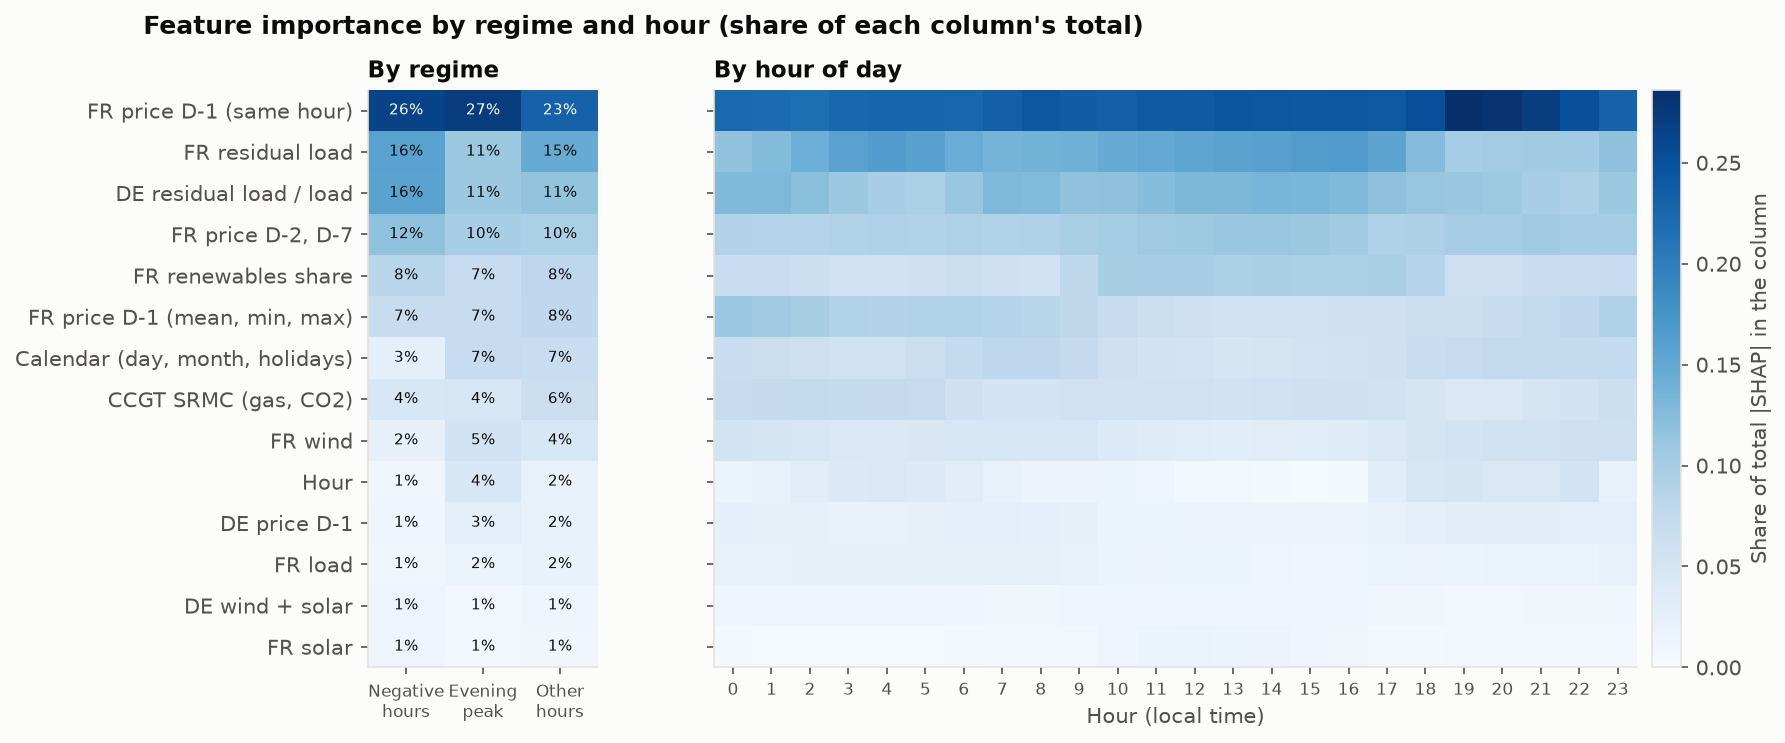 Feature importance by regime and hour (share of each column's total)
By regime
By hour of day
FR price D-1 (same hour) 26% 27% 23%
FR residual load 16% 11% 15%
DE residual load / load 16% 11% 11%
FR price D-2, D-7 12% 10% 10%
FR renewables share 8% 7% 8%
FR price D-1 (mean, min, max) 7% 7% 8%
Calendar (day, month, holidays) 3% 7% 7%
CCGT SRMC (gas, CO2) 4% 4% 6%
FR wind 2% 5% 4%
Hour 1% 4% 2%
DE price D-1 1% 3% 2%
FR load 1% 2% 2%
DE wind + solar 1% 1% 1%
FR solar 1% 1% 1%
Negative hours
Evening peak
Other hours
0 1 2 3 4 5 6 7 8 9 10 11 12 13 14 15 16 17 18 19 20 21 22 23
Hour (local time)
0.25
0.20
0.15
0.10
0.05
0.00
Share of total |SHAP| in the column